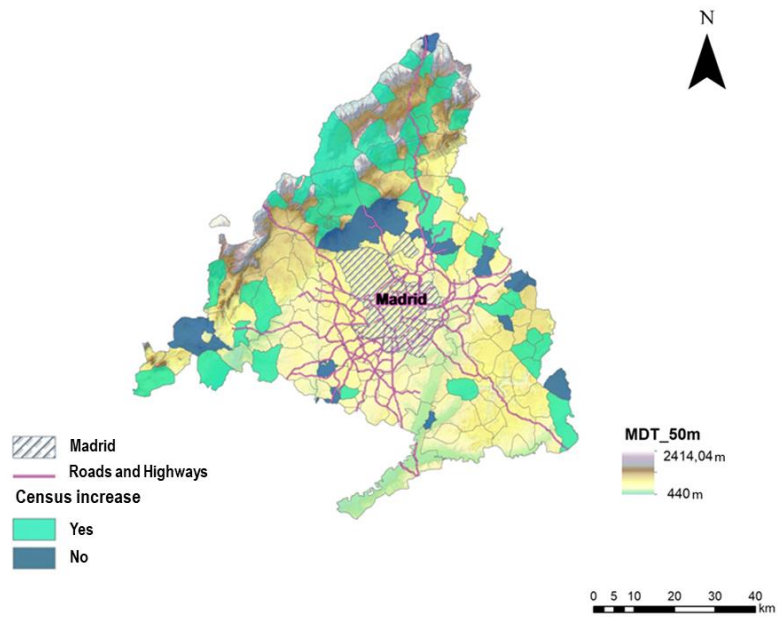 N
Madrid
Madrid
Roads and Highways
Census increase
Yes
No
MDT_50m
2414,04 m
440 m
0 5 10 20 30 40
km